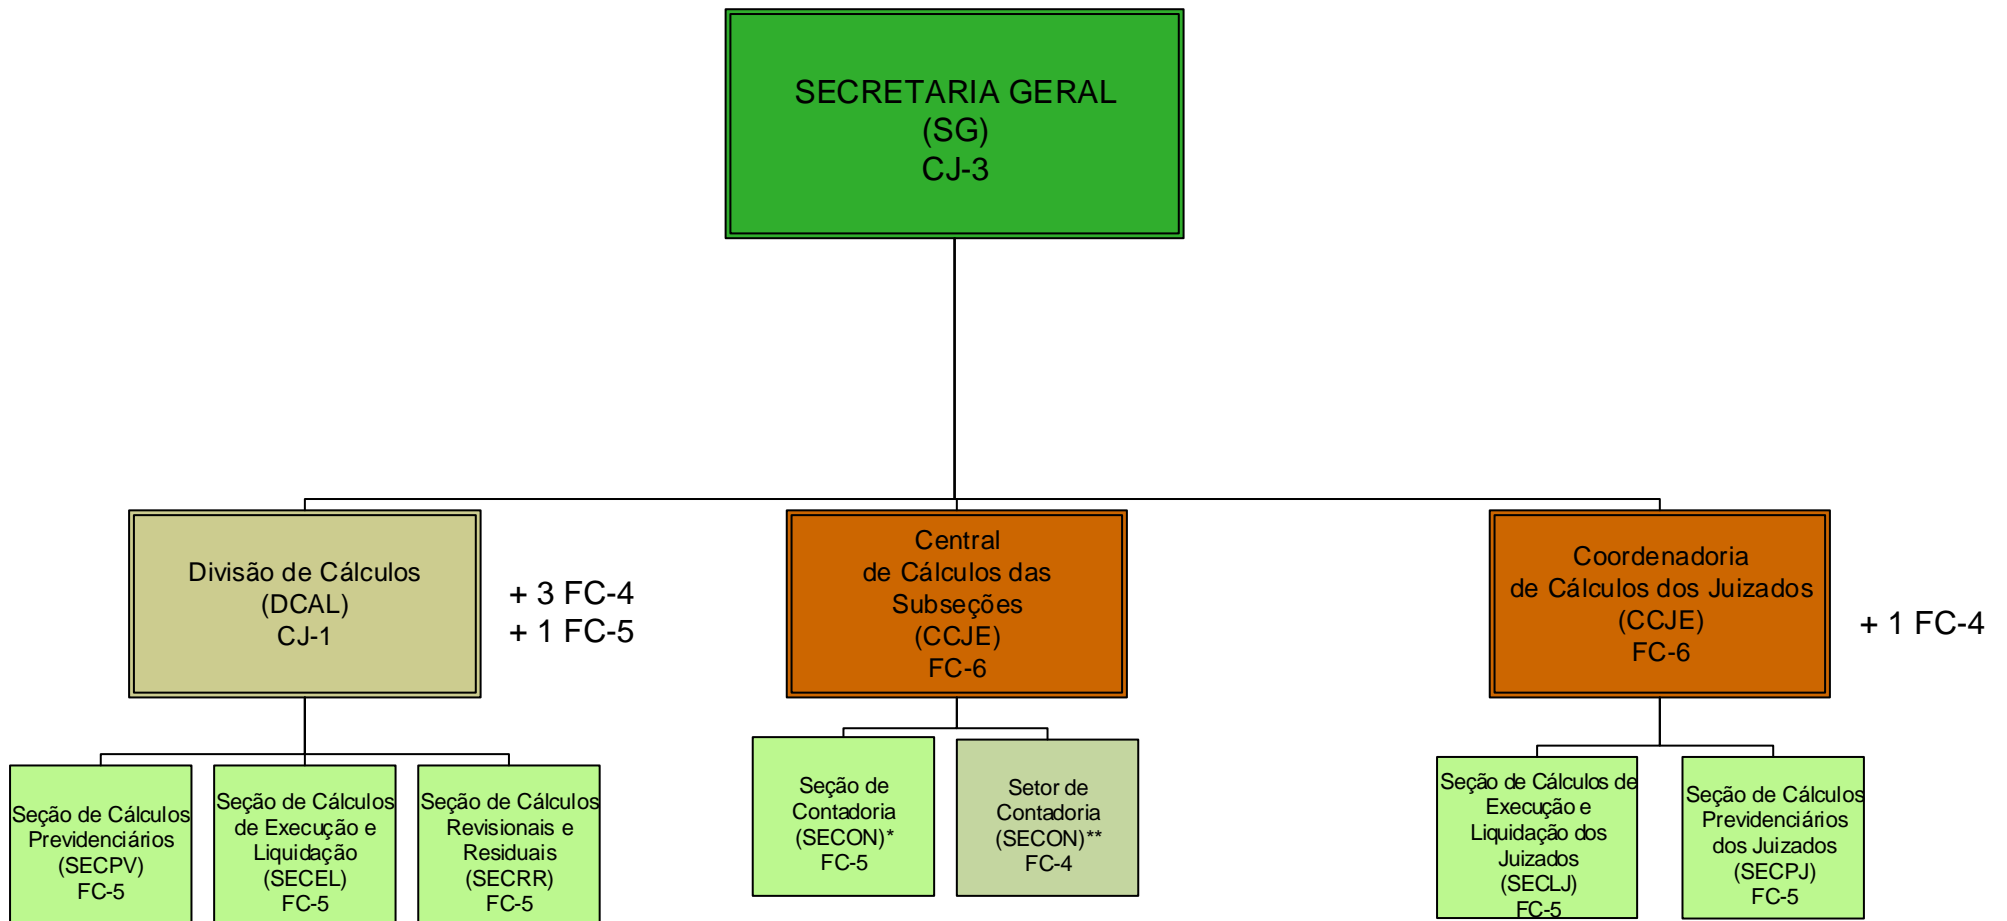 SECRETARIA GERAL
(SG)
CJ-3
Divisão de Cálculos
(DCAL)
CJ-1
+ 3 FC-4
+ 1 FC-5
Central
de Cálculos das
Subseções
(CCJE)
FC-6
Coordenadoria
de Cálculos dos Juizados
(CCJE)
FC-6
+ 1 FC-4
Seção de Cálculos
Previdenciários
(SECPV)
FC-5
Seção de Cálculos
de Execução e
Liquidação
(SECEL)
FC-5
Seção de Cálculos
Revisionais e
Residuais
(SECRR)
FC-5
Seção de
Contadoria
(SECON)*
FC-5
Setor de
Contadoria
(SECON)**
FC-4
Seção de Cálculos de
Execução e
Liquidação dos
Juizados
(SECLJ)
FC-5
Seção de Cálculos
Previdenciários
dos Juizados
(SECPJ)
FC-5